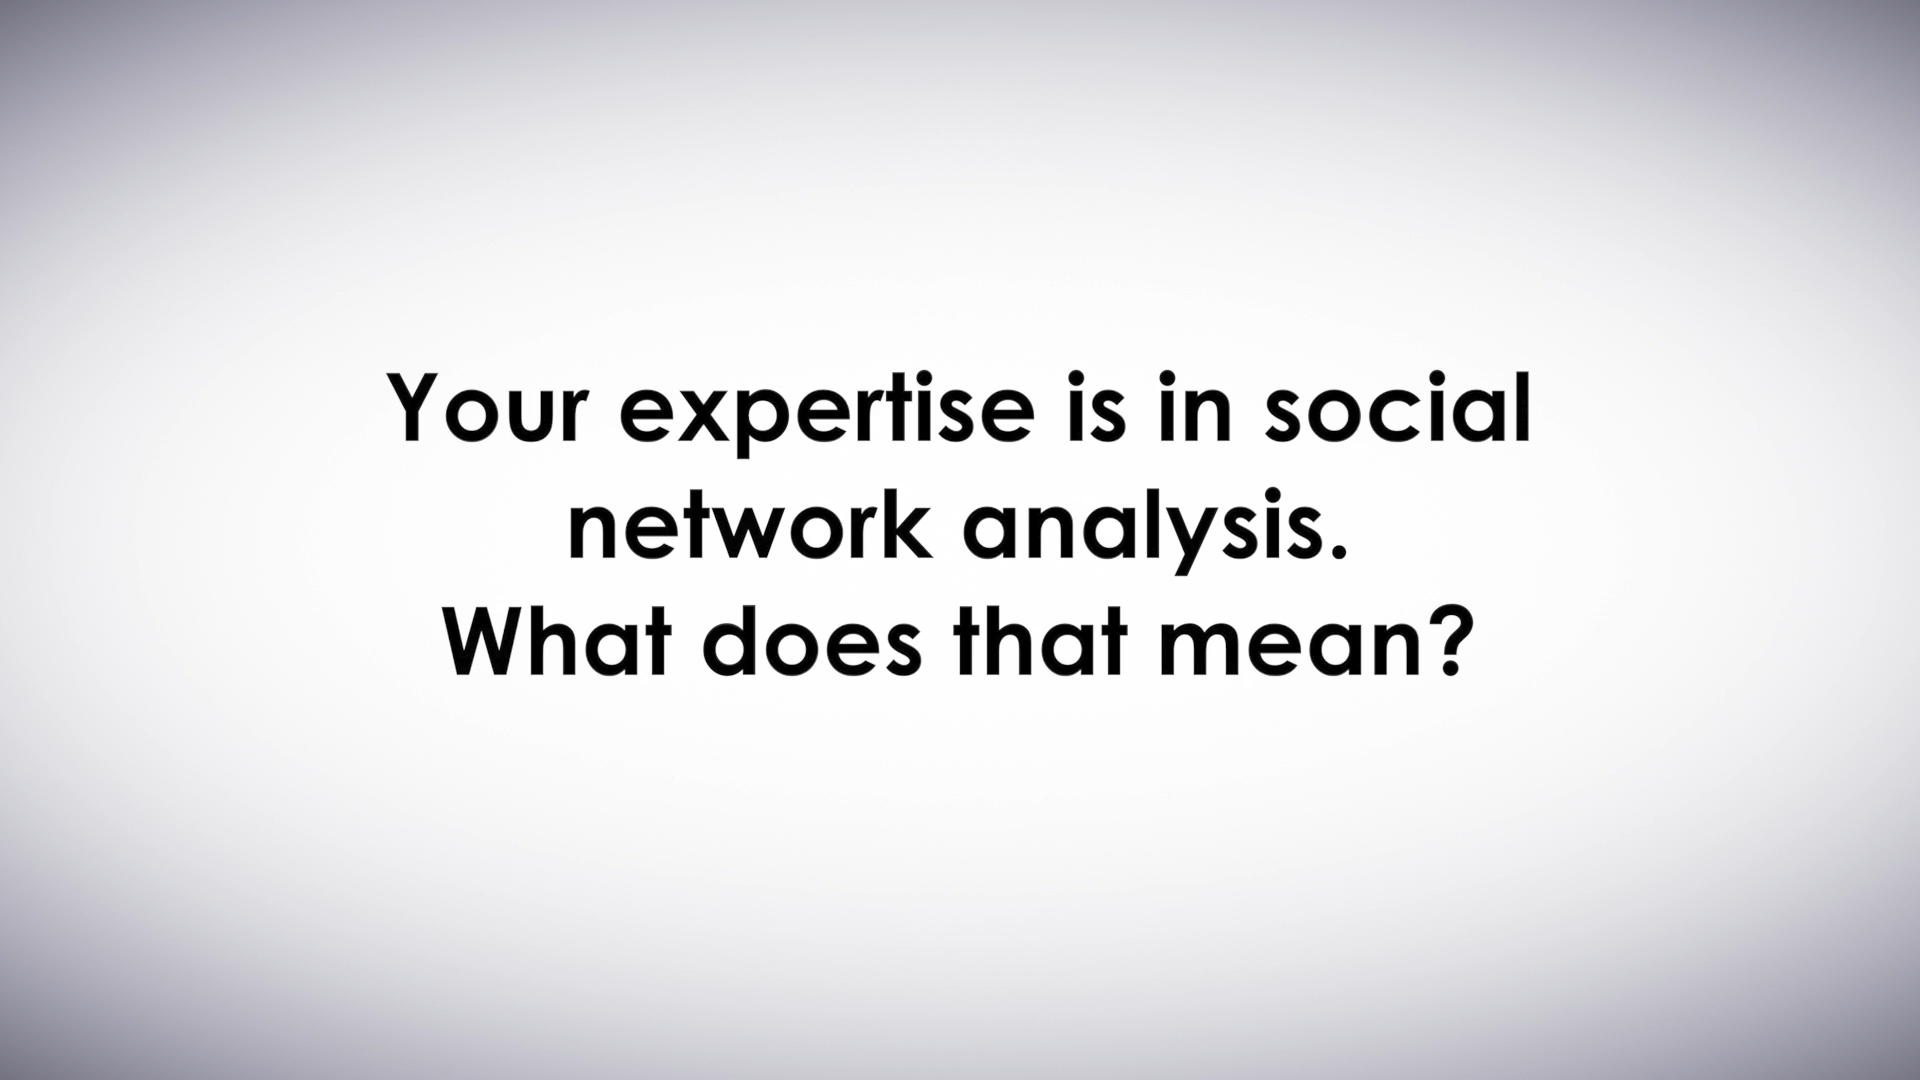 Your expertise is in social
network analysis.
What does that mean?